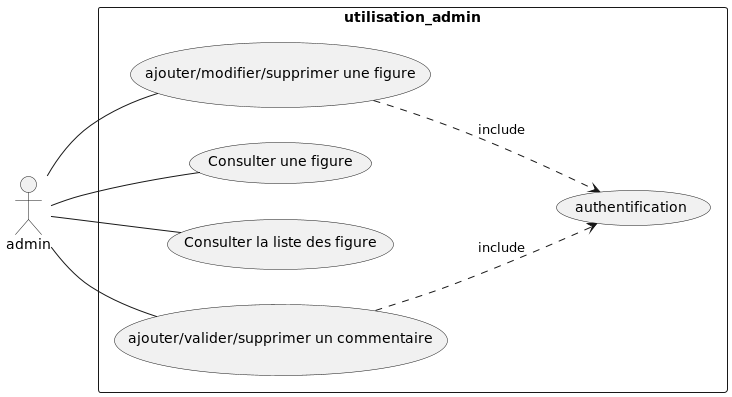 utilisation_admin
ajouter/modifier/supprimer une figure
include
Consulter une figure
authentification
admin
Consulter la liste des figure
include
ajouter/valider/supprimer un commentaire